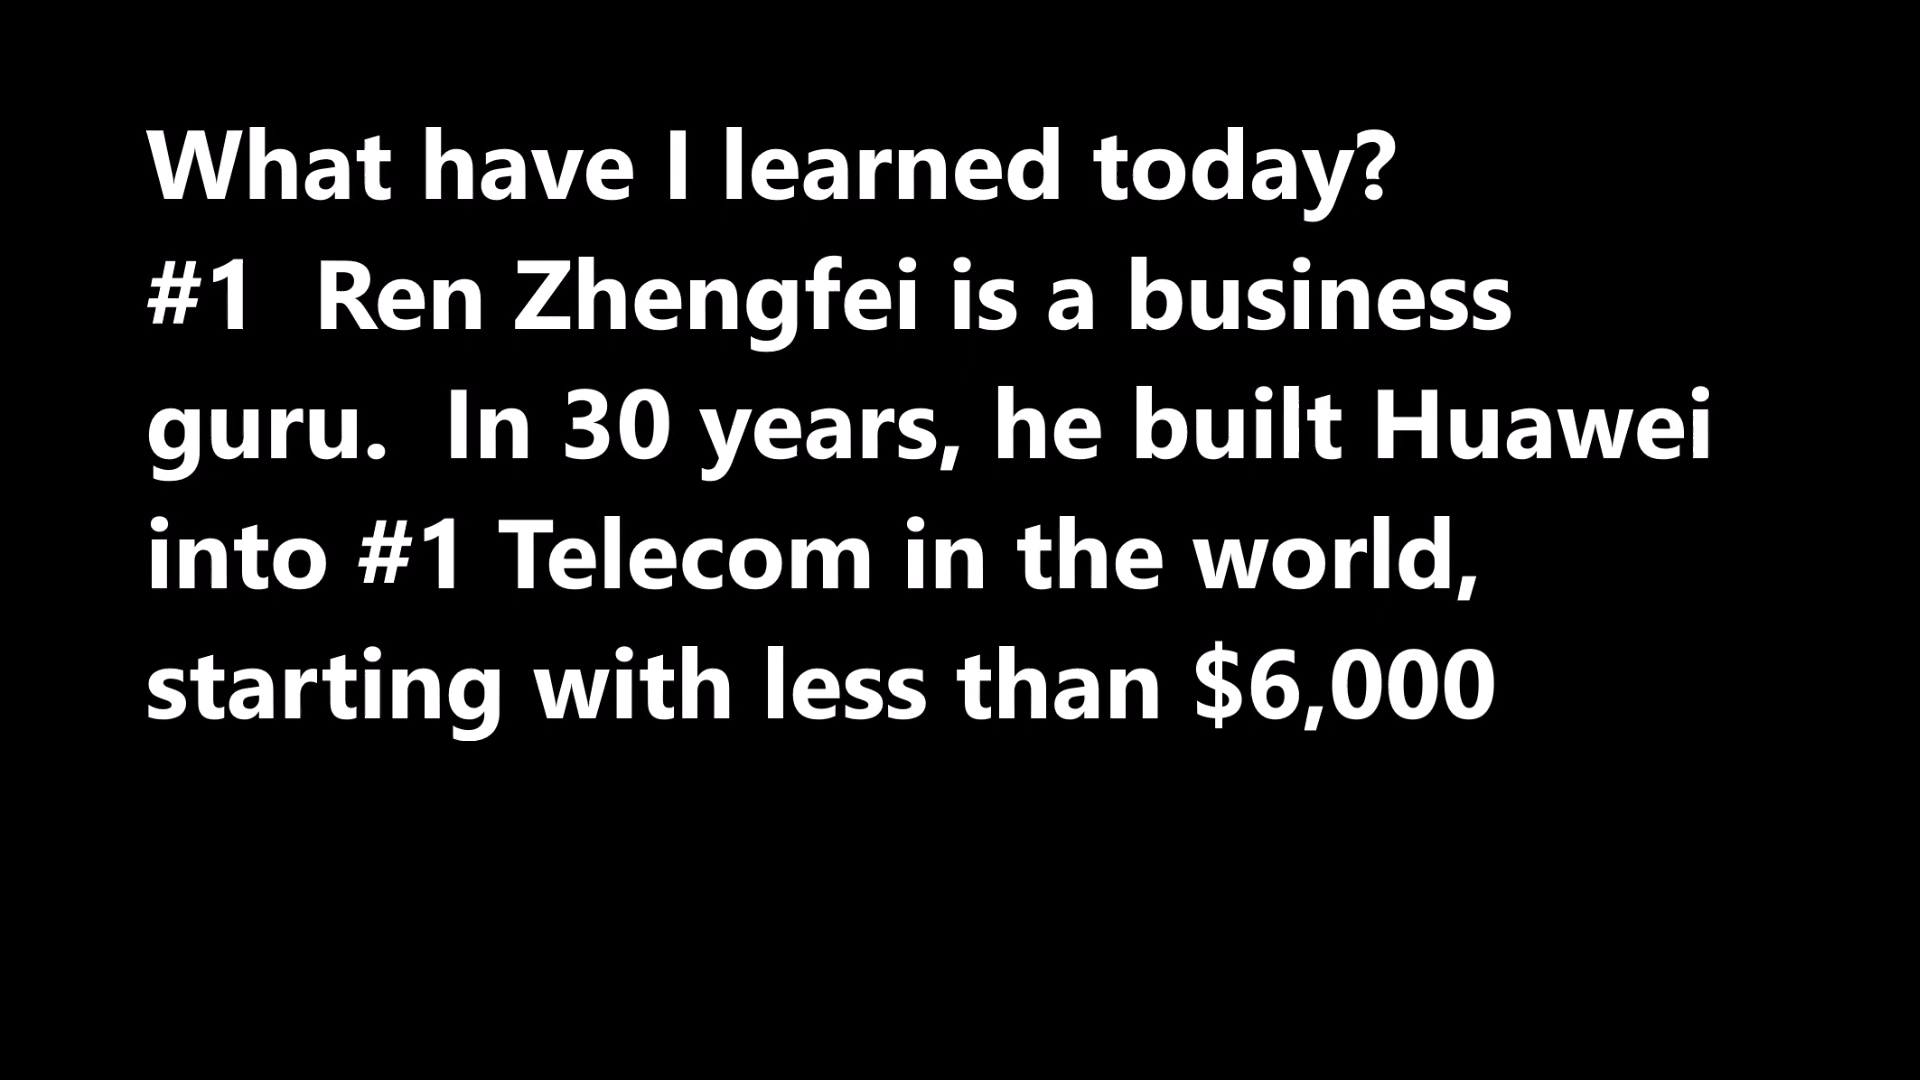 What have I learned today?
#1  Ren Zhengfei is a business
guru.  In 30 years, he built Huawei
into #1 Telecom in the world,
starting with less than $6,000